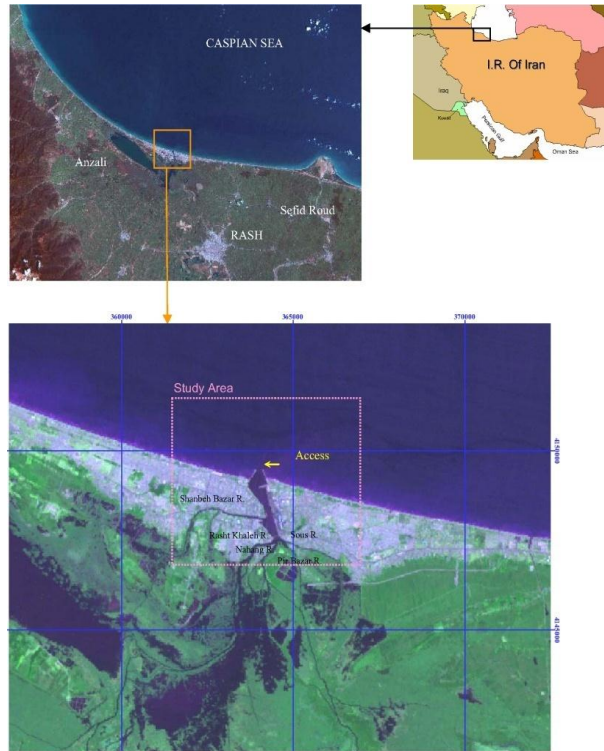 CASPIAN SEA
Anzali
Sefid Roud
RASH
I.R. Of Iran
Iraq
Kuwait
Persian Gulf
Oman Sea
360000 365000 370000
Study Area
Access
4150000
Shanbeh Bazar R.
Rasht Khaleh R.
Sous R.
Nahang R.
Pir Bazar R.
4145000